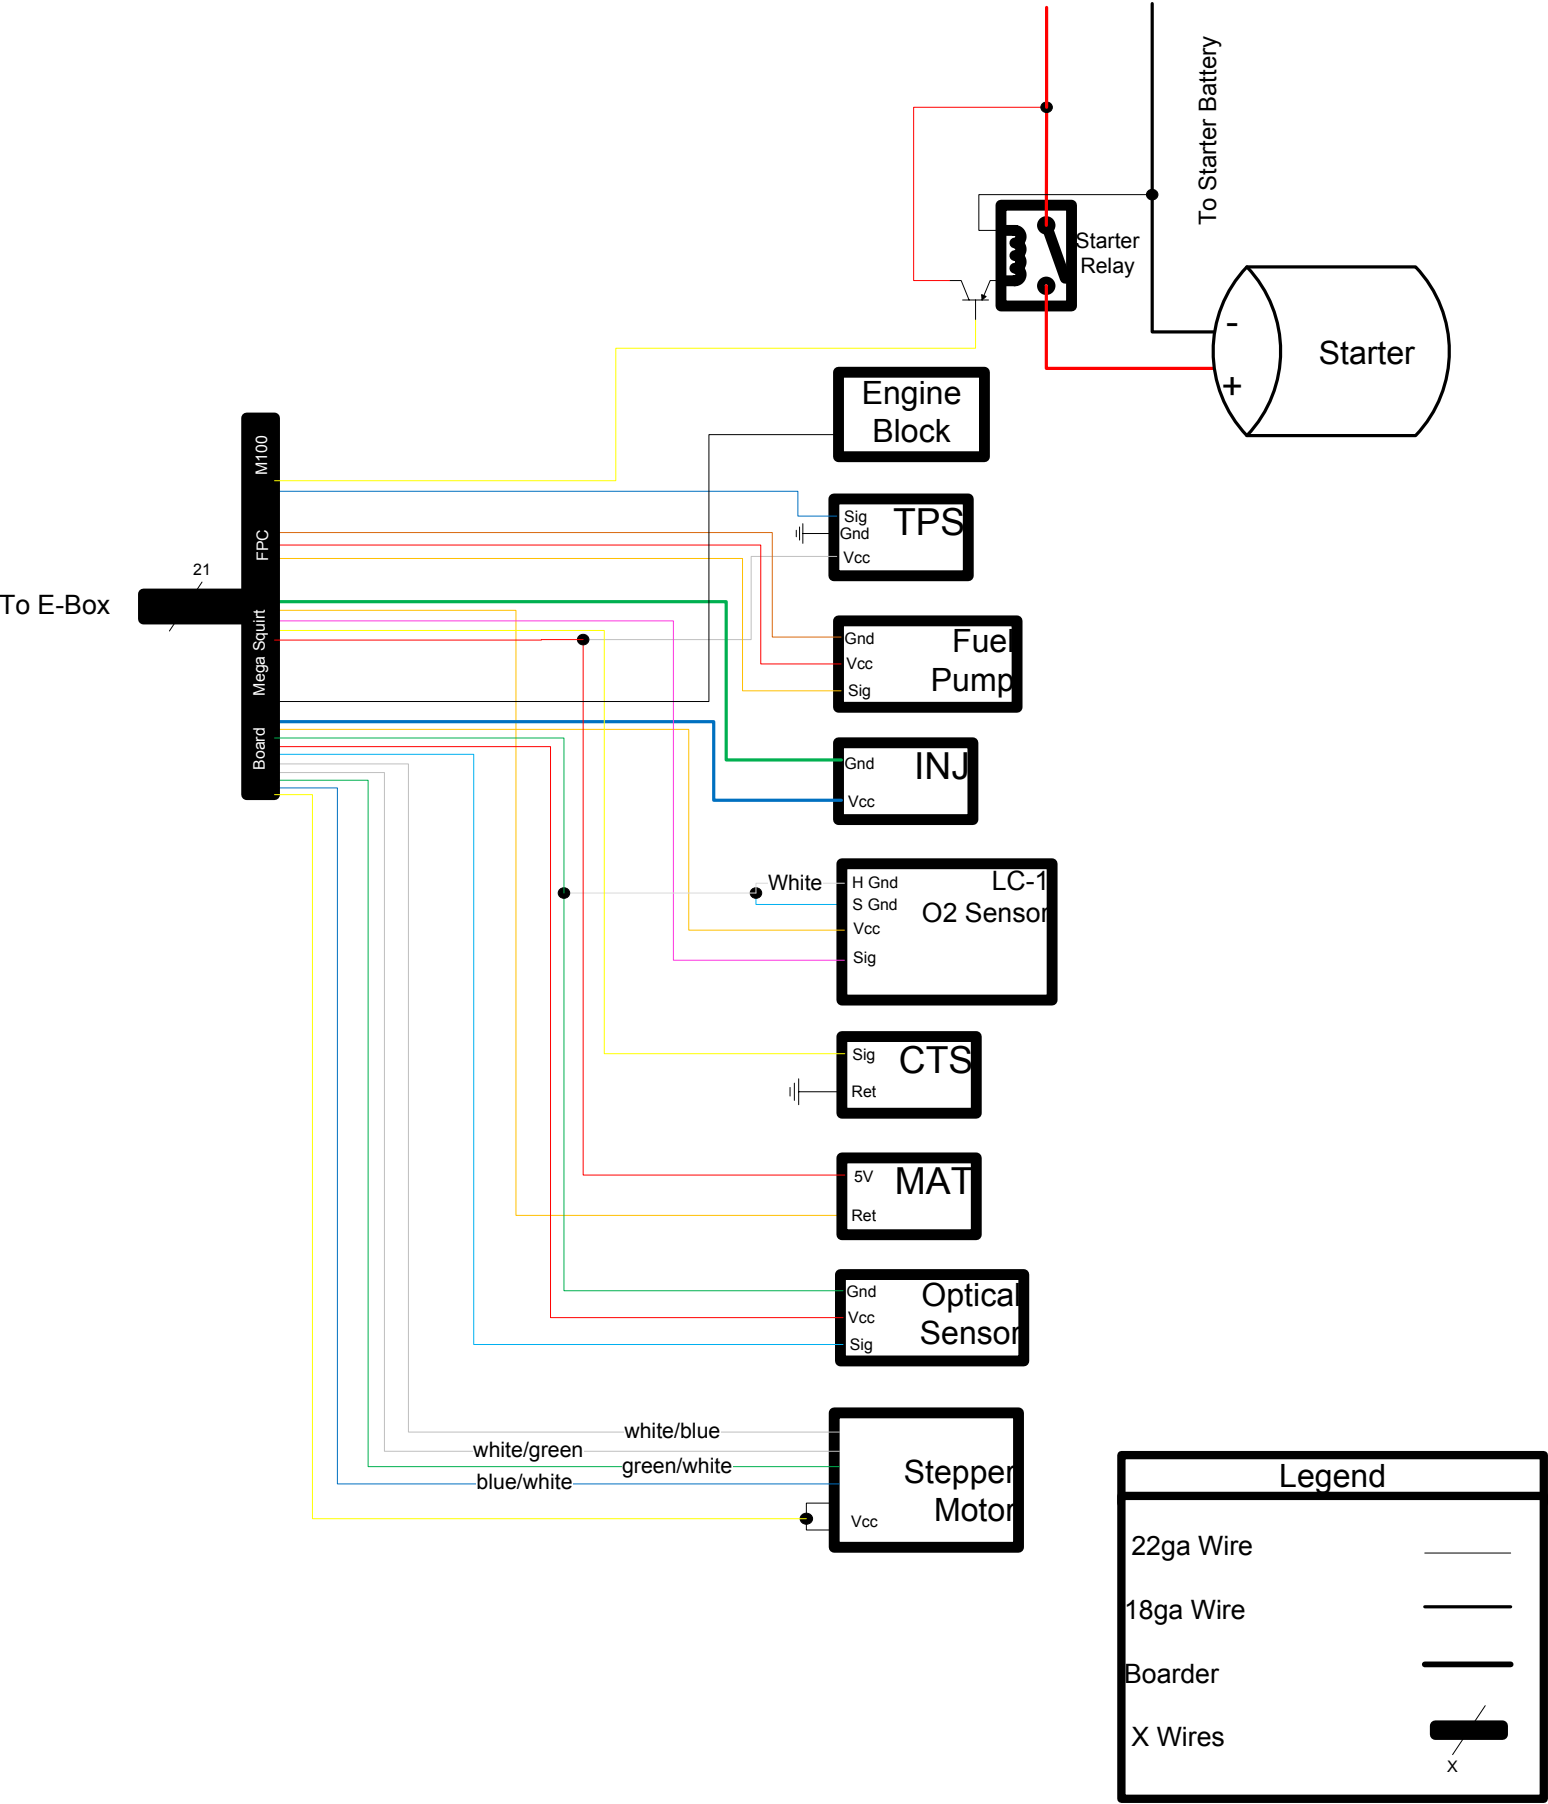 To Starter Battery
Starter
Relay
-
+
Starter
Engine
Block
M100
FPC
Mega Squirt
Board
21
To E-Box
Sig
Gnd
Vcc
TPS
Gnd
Vcc
Sig
Fuel
Pump
Gnd
Vcc
INJ
White
H Gnd
S Gnd
Vcc
Sig
LC-1
O2 Sensor
Sig
Ret
CTS
5V
Ret
MAT
Gnd
Vcc
Sig
Optical
Sensor
white/blue
white/green
green/white
blue/white
Vcc
Stepper
Motor
Legend
22ga Wire
18ga Wire
Boarder
X Wires
X